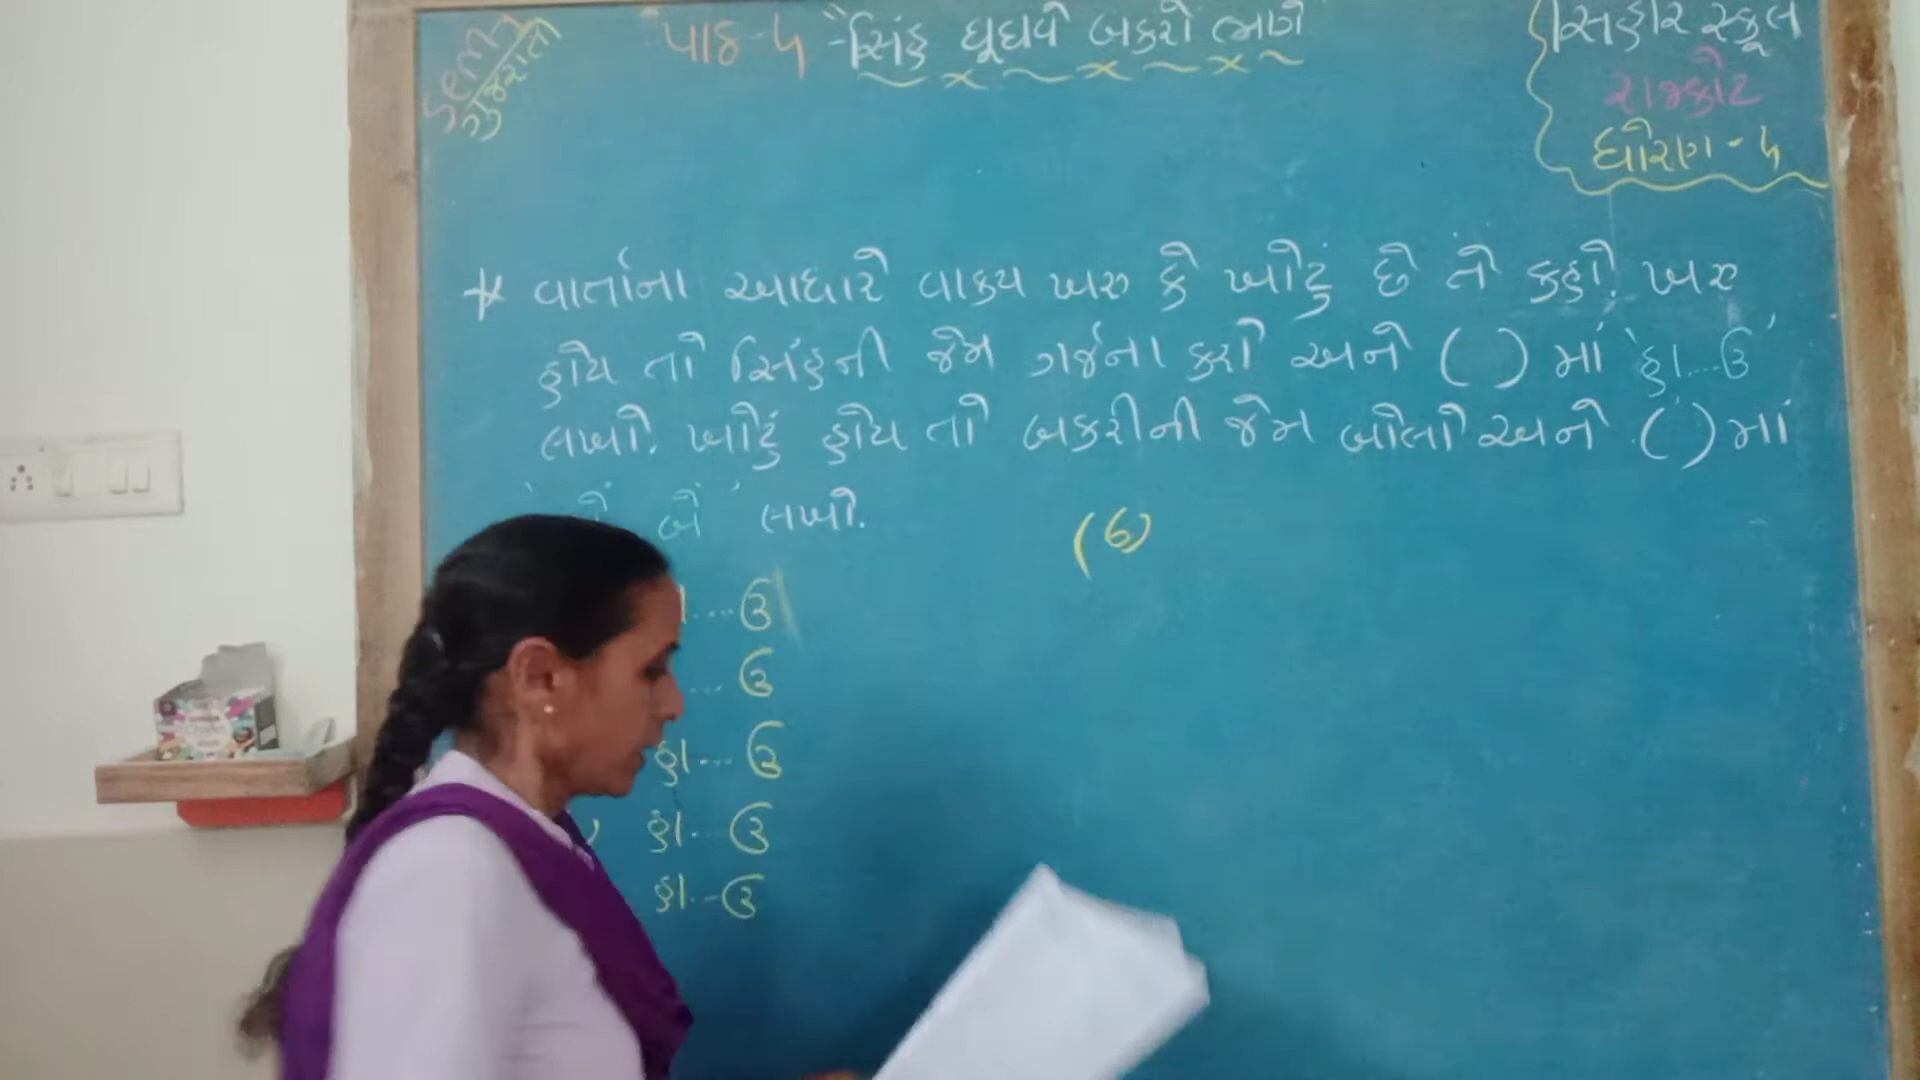 Sem-1
ગુજરાતી
પાઠ-૫ "સિંહ ઘૂઘવે બકરો ભાગે
સિહોર સ્કૂલ
રાજકોટ
ધોરણ-૫
* વાર્તાના આધારે વાક્ય ખરુ કે ખોટું છે તે કહો. ખરુ
હોય તો સિંહની જેમ ગર્જના કરો અને ( ) માં 'હા...ઉ'
લખો. ખોટું હોય તો બકરીની જેમ બોલો અને ( ) માં
બેં ' લખો.
(૬)
ઉ
ઉ
હા... ઉ
હા... ઉ
હા...ઉ